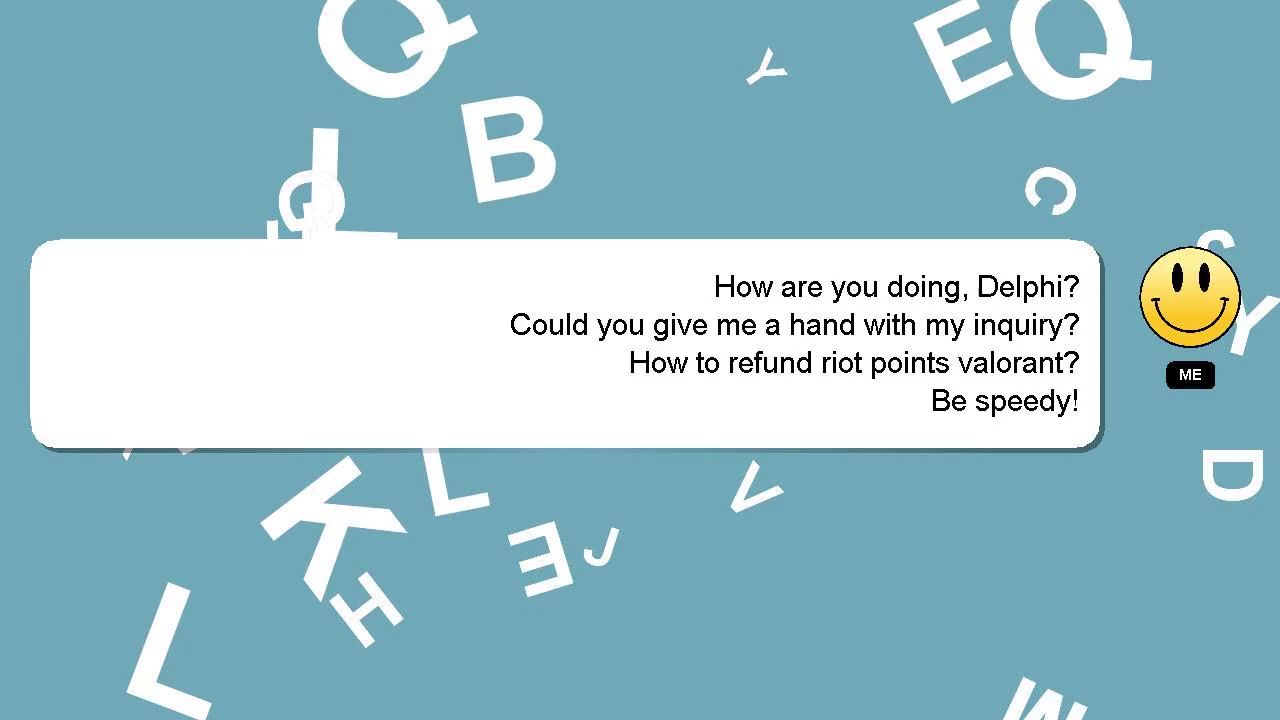 How are you doing, Delphi?
Could you give me a hand with my inquiry?
How to refund riot points valorant?
Be speedy!
ME
Q
B
Y
E
Q
C
S
Y
D
I
Q
L
K
H
L
E
J
V
L
M